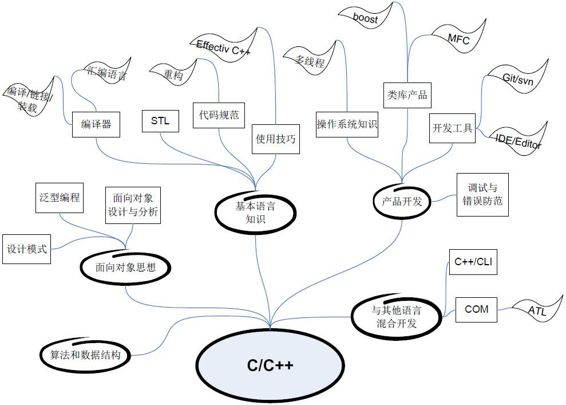 boost
Effectiv C++
多线程
MFC
汇编语言
重构
Git/svn
编译/链接/
装载
类库产品
编译器
STL
代码规范
使用技巧
操作系统知识
开发工具
IDE/Editor
泛型编程
面向对象
设计与分析
基本语言
知识
产品开发
调试与
错误防范
设计模式
面向对象思想
C++/CLI
与其他语言
混合开发
COM
ATL
算法和数据结构
C/C++